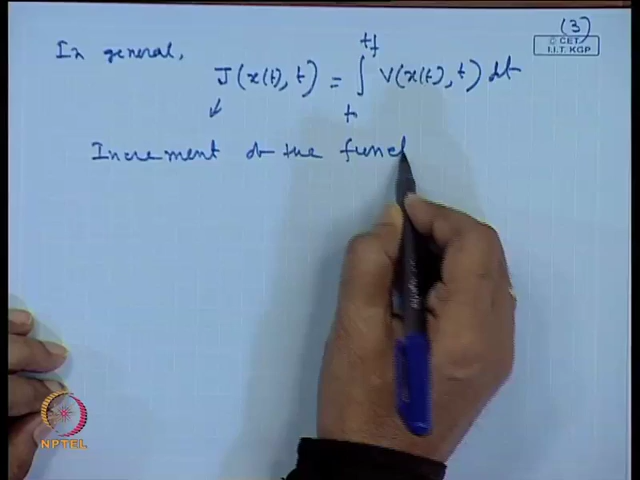 (3)
© CET
I.I.T. KGP
In general,
J(x(t), t) = ∫ₜ^tf V(x(t), t) dt
Increment of the funct
NPTEL